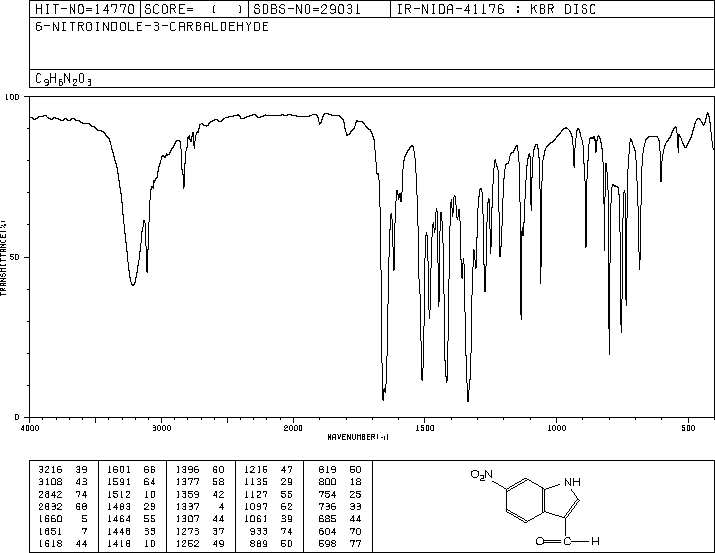 HIT-NO=14770 SCORE= ( ) SDBS-NO=29031 IR-NIDA-41176 : KBR DISC
6-NITROINDOLE-3-CARBALDEHYDE
C9H6N2O3
100
50
0
TRANSMITTANCE(%)
4000 3000 2000 1500 1000 500
WAVENUMBER(-1)
3216 39 1601 66 1396 60 1216 47 819 50
3108 43 1591 64 1377 58 1135 29 800 18
2842 74 1512 10 1359 42 1127 55 754 25
2832 68 1483 29 1337 4 1097 62 736 33
1660 5 1464 55 1307 44 1061 39 685 44
1651 7 1448 33 1273 37 933 74 604 70
1618 44 1418 10 1252 49 889 50 598 77
O2N
NH
O
C
H